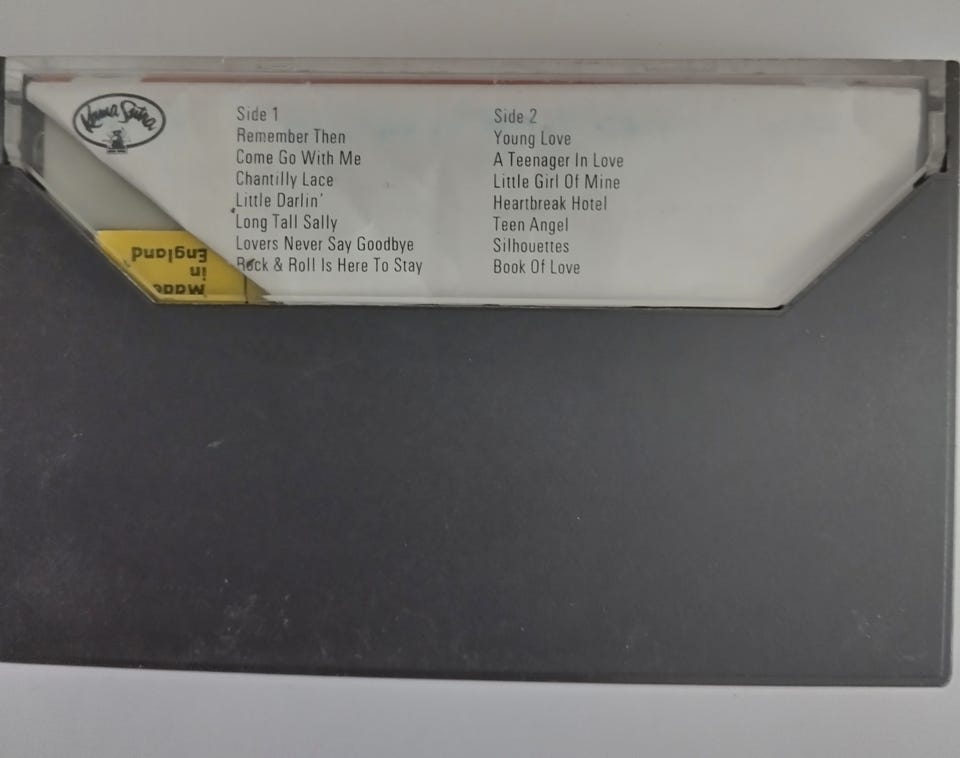 Kama Sutra
Side 1
Remember Then
Come Go With Me
Chantilly Lace
Little Darlin'
Long Tall Sally
Lovers Never Say Goodbye
Rock & Roll Is Here To Stay
Side 2
Young Love
A Teenager In Love
Little Girl Of Mine
Heartbreak Hotel
Teen Angel
Silhouettes
Book Of Love
Made
in
England